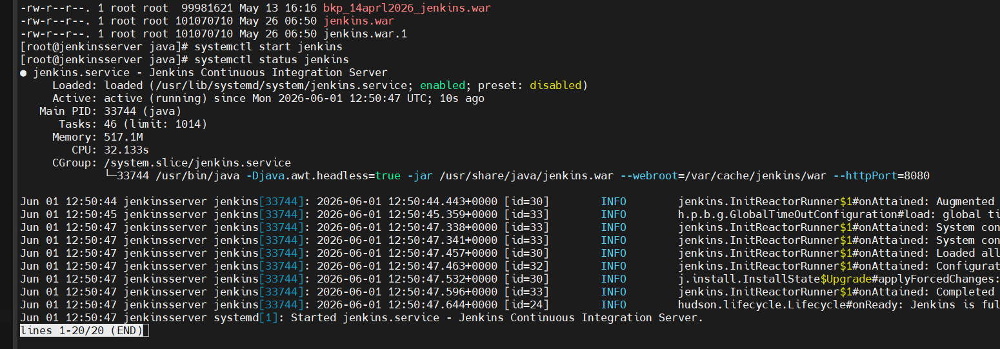 -rw-r--r--. 1 root root  99981621 May 13 16:16 bkp_14aprl2026_jenkins.war
-rw-r--r--. 1 root root 101070710 May 26 06:50 jenkins.war
-rw-r--r--. 1 root root 101070710 May 26 06:50 jenkins.war.1
[root@jenkinsserver java]# systemctl start jenkins
[root@jenkinsserver java]# systemctl status jenkins
● jenkins.service - Jenkins Continuous Integration Server
     Loaded: loaded (/usr/lib/systemd/system/jenkins.service; enabled; preset: disabled)
     Active: active (running) since Mon 2026-06-01 12:50:47 UTC; 10s ago
   Main PID: 33744 (java)
      Tasks: 46 (limit: 1014)
     Memory: 517.1M
        CPU: 32.133s
     CGroup: /system.slice/jenkins.service
             └─33744 /usr/bin/java -Djava.awt.headless=true -jar /usr/share/java/jenkins.war --webroot=/var/cache/jenkins/war --httpPort=8080
Jun 01 12:50:44 jenkinsserver jenkins[33744]: 2026-06-01 12:50:44.443+0000 [id=30]        INFO        jenkins.InitReactorRunner$1#onAttained: Augmented
Jun 01 12:50:45 jenkinsserver jenkins[33744]: 2026-06-01 12:50:45.359+0000 [id=33]        INFO        h.p.b.g.GlobalTimeOutConfiguration#load: global ti
Jun 01 12:50:47 jenkinsserver jenkins[33744]: 2026-06-01 12:50:47.338+0000 [id=33]        INFO        jenkins.InitReactorRunner$1#onAttained: System con
Jun 01 12:50:47 jenkinsserver jenkins[33744]: 2026-06-01 12:50:47.341+0000 [id=33]        INFO        jenkins.InitReactorRunner$1#onAttained: System con
Jun 01 12:50:47 jenkinsserver jenkins[33744]: 2026-06-01 12:50:47.457+0000 [id=30]        INFO        jenkins.InitReactorRunner$1#onAttained: Loaded all
Jun 01 12:50:47 jenkinsserver jenkins[33744]: 2026-06-01 12:50:47.463+0000 [id=32]        INFO        jenkins.InitReactorRunner$1#onAttained: Configurat
Jun 01 12:50:47 jenkinsserver jenkins[33744]: 2026-06-01 12:50:47.532+0000 [id=30]        INFO        j.install.InstallState$Upgrade#applyForcedChanges:
Jun 01 12:50:47 jenkinsserver jenkins[33744]: 2026-06-01 12:50:47.596+0000 [id=33]        INFO        jenkins.InitReactorRunner$1#onAttained: Completed
Jun 01 12:50:47 jenkinsserver jenkins[33744]: 2026-06-01 12:50:47.644+0000 [id=24]        INFO        hudson.lifecycle.Lifecycle#onReady: Jenkins is ful
Jun 01 12:50:47 jenkinsserver systemd[1]: Started jenkins.service - Jenkins Continuous Integration Server.
lines 1-20/20 (END)